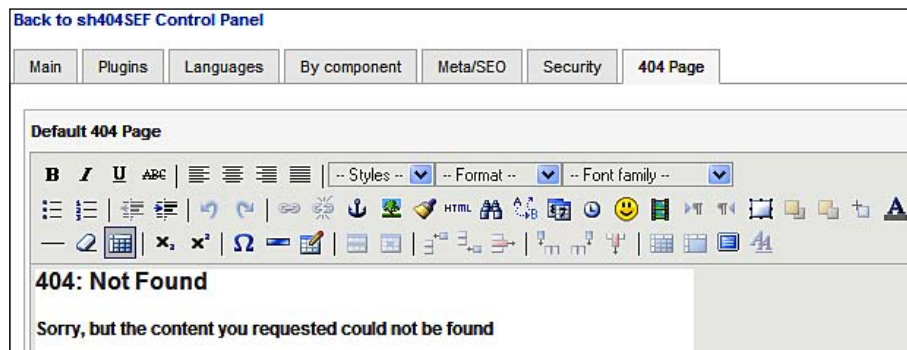 Back to sh404SEF Control Panel
Main Plugins Languages By component Meta/SEO Security 404 Page
Default 404 Page
B I U ABC -- Styles -- -- Format -- -- Font family --
HTML A
404: Not Found
Sorry, but the content you requested could not be found